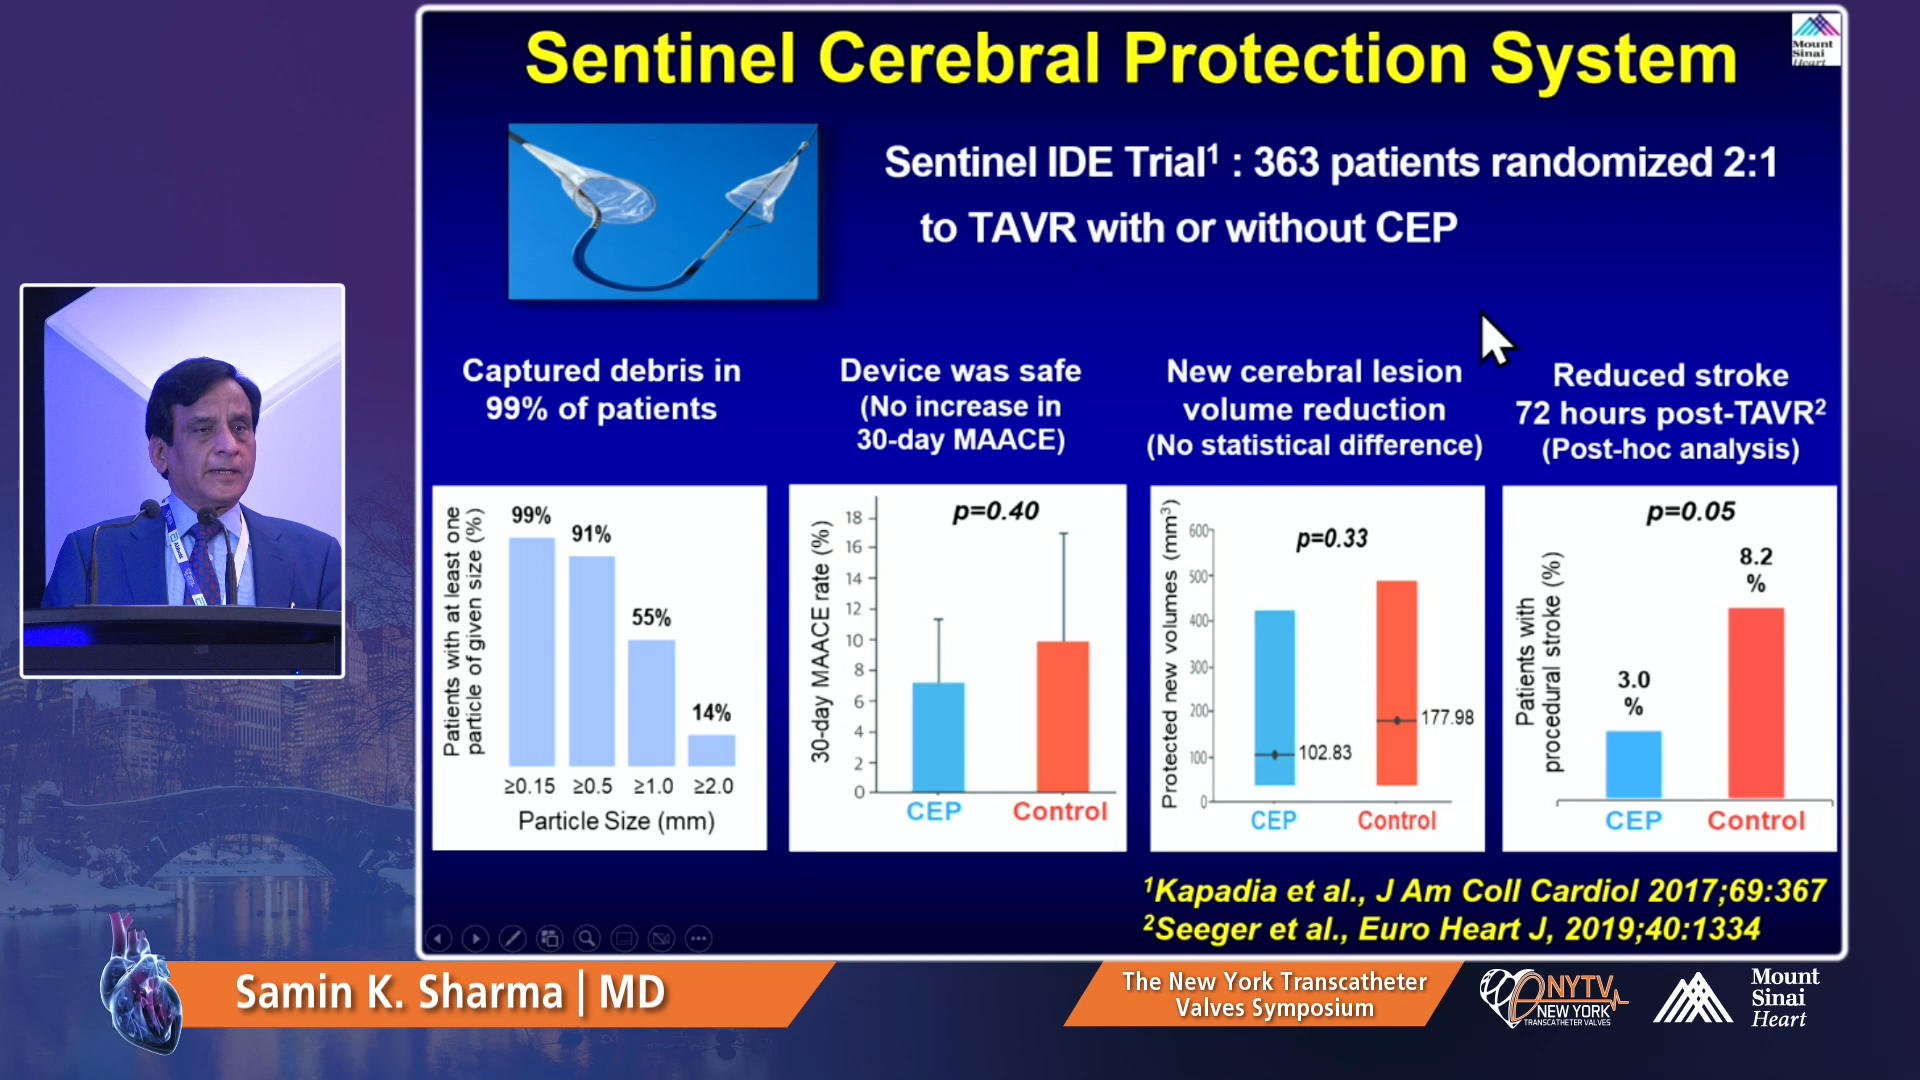 Sentinel Cerebral Protection System
Mount
Sinai
Heart
Sentinel IDE Trial¹ : 363 patients randomized 2:1
to TAVR with or without CEP
Captured debris in
99% of patients
Patients with at least one
particle of given size (%)
99%
91%
55%
14%
≥0.15 ≥0.5 ≥1.0 ≥2.0
Particle Size (mm)
Device was safe
(No increase in
30-day MAACE)
p=0.40
30-day MAACE rate (%)
18
16
14
12
10
8
6
4
2
0
CEP Control
New cerebral lesion
volume reduction
(No statistical difference)
p=0.33
Protected new volumes (mm³)
600
500
400
300
200
100
0
102.83
177.98
CEP Control
Reduced stroke
72 hours post-TAVR²
(Post-hoc analysis)
p=0.05
Patients with
procedural stroke (%)
3.0
%
8.2
%
CEP Control
¹Kapadia et al., J Am Coll Cardiol 2017;69:367
²Seeger et al., Euro Heart J, 2019;40:1334
Samin K. Sharma | MD
The New York Transcatheter
Valves Symposium
NYTV
NEW YORK
TRANSCATHETER VALVES
Mount
Sinai
Heart